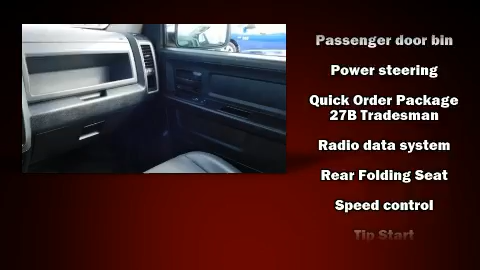 Passenger door bin
Power steering
Quick Order Package
27B Tradesman
Radio data system
Rear Folding Seat
Speed control
Tip Start